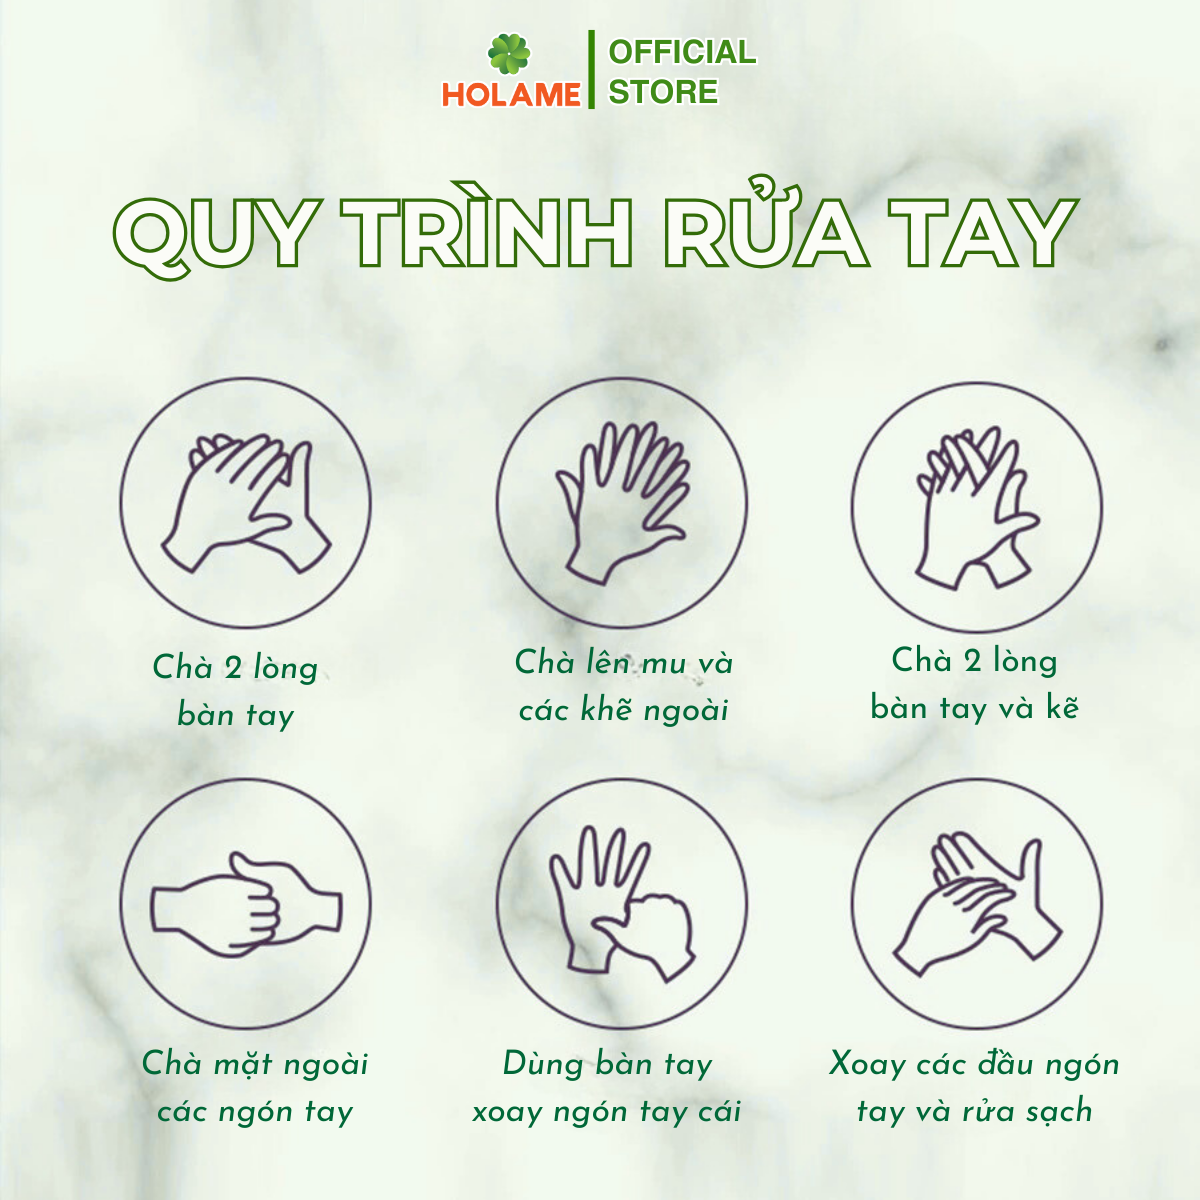 HOLAME
OFFICIAL
STORE
QUY TRÌNH RỬA TAY
Chà 2 lòng
bàn tay
Chà lên mu và
các khẽ ngoài
Chà 2 lòng
bàn tay và kẽ
Chà mặt ngoài
các ngón tay
Dùng bàn tay
xoay ngón tay cái
Xoay các đầu ngón
tay và rửa sạch